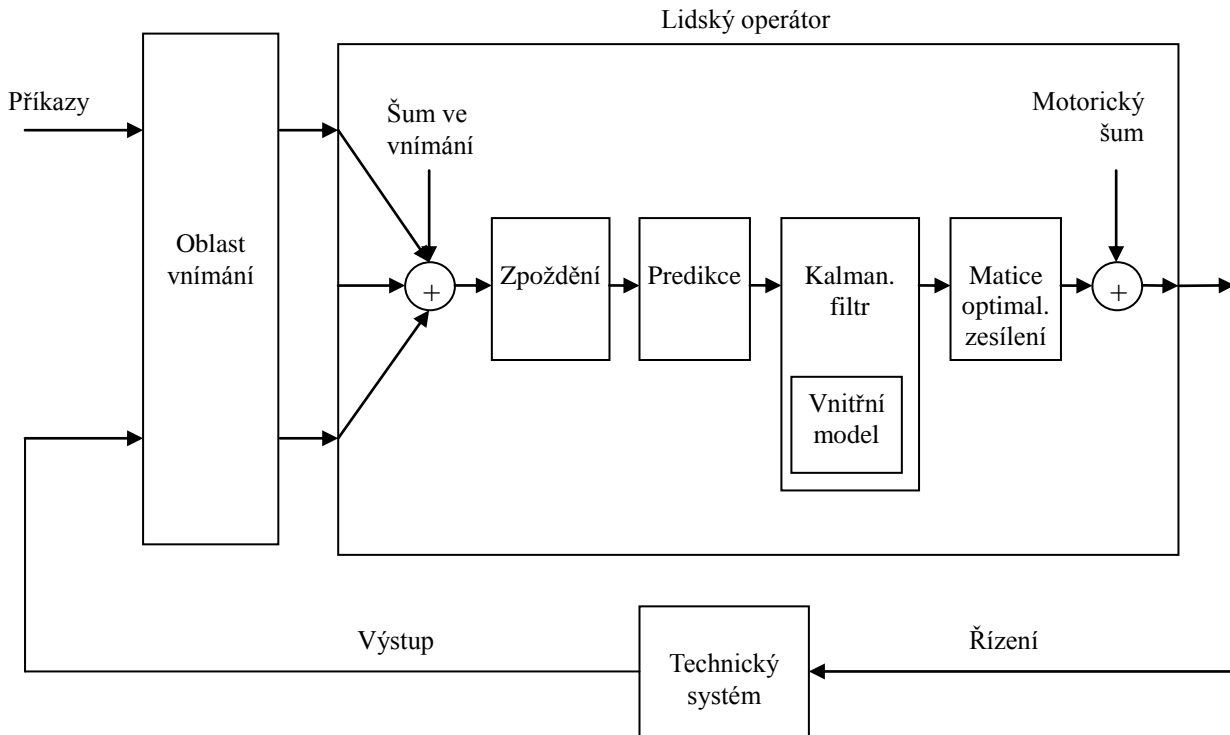 Lidský operátor
Příkazy
Šum ve
vnímání
Motorický
šum
Oblast
vnímání
+
Zpoždění
Predikce
Kalman.
filtr
Vnitřní
model
Matice
optimal.
zesílení
+
Výstup
Technický
systém
Řízení